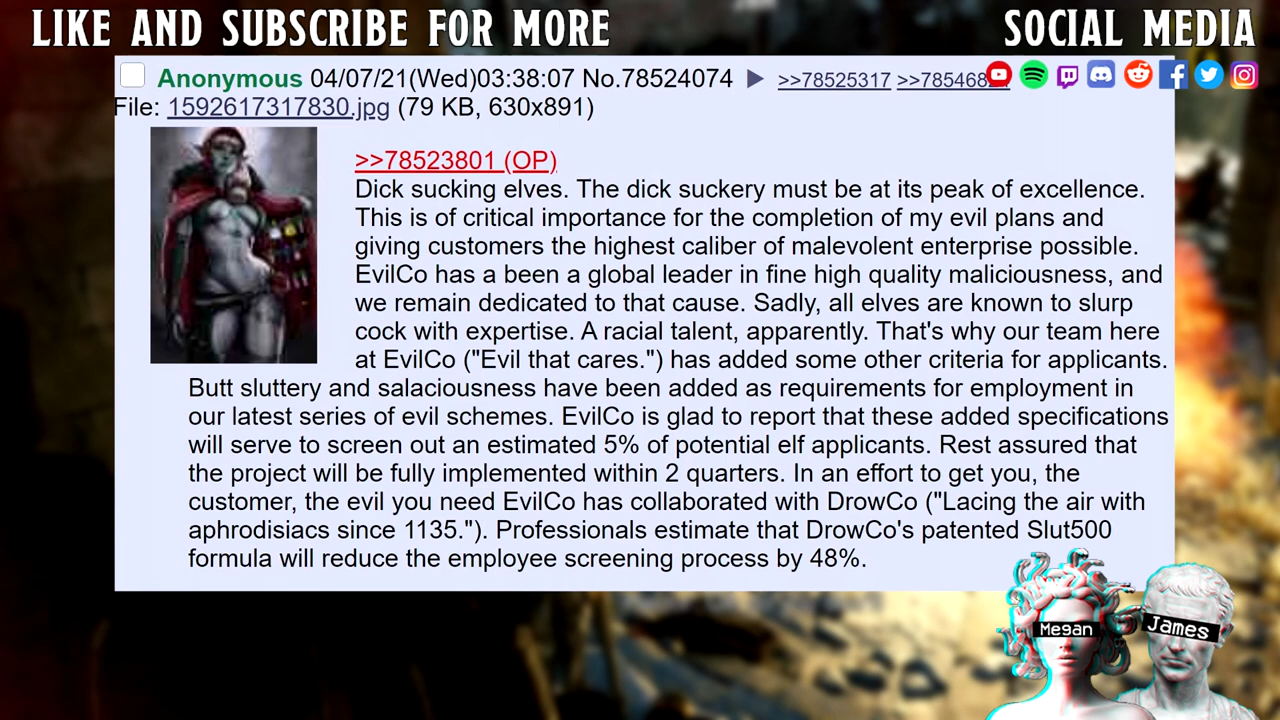 LIKE AND SUBSCRIBE FOR MORE
SOCIAL MEDIA
Anonymous 04/07/21(Wed)03:38:07 No.78524074 ▶ >>78525317 >>785468
File: 1592617317830.jpg (79 KB, 630x891)
>>78523801 (OP)
Dick sucking elves. The dick suckery must be at its peak of excellence.
This is of critical importance for the completion of my evil plans and
giving customers the highest caliber of malevolent enterprise possible.
EvilCo has a been a global leader in fine high quality maliciousness, and
we remain dedicated to that cause. Sadly, all elves are known to slurp
cock with expertise. A racial talent, apparently. That's why our team here
at EvilCo ("Evil that cares.") has added some other criteria for applicants.
Butt sluttery and salaciousness have been added as requirements for employment in
our latest series of evil schemes. EvilCo is glad to report that these added specifications
will serve to screen out an estimated 5% of potential elf applicants. Rest assured that
the project will be fully implemented within 2 quarters. In an effort to get you, the
customer, the evil you need EvilCo has collaborated with DrowCo ("Lacing the air with
aphrodisiacs since 1135."). Professionals estimate that DrowCo's patented Slut500
formula will reduce the employee screening process by 48%.
Megan
James